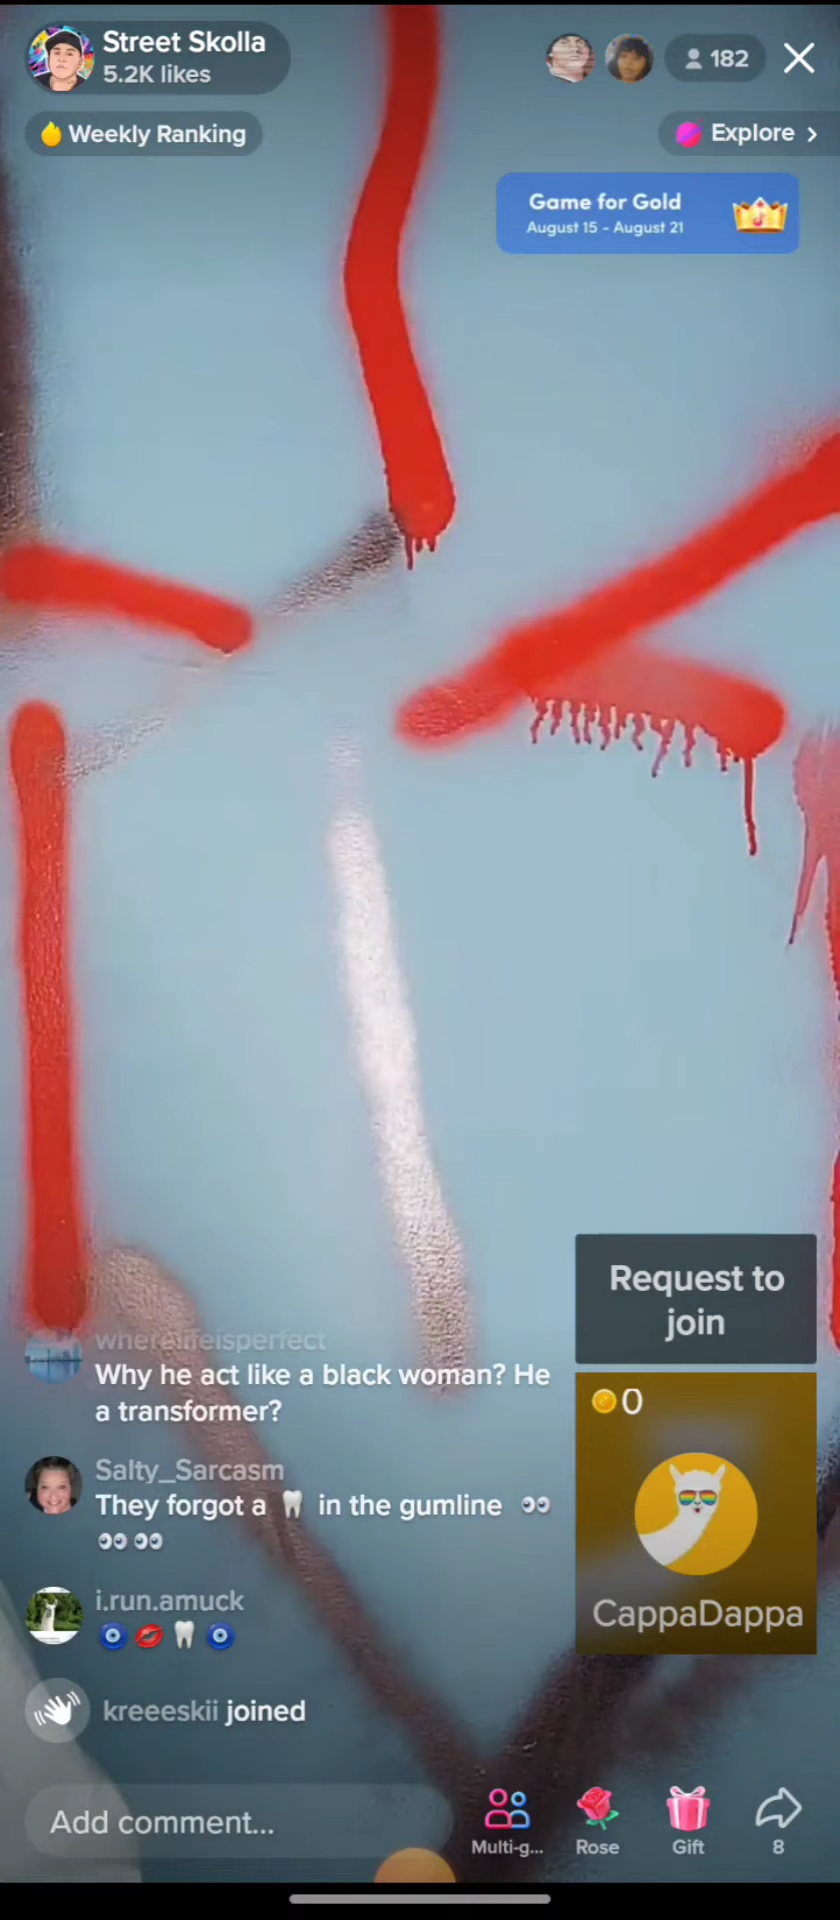 Street Skolla
5.2K likes
182
Weekly Ranking
Explore >
Game for Gold
August 15 - August 21
Request to
join
0
CappaDappa
wherelifeisperfect
Why he act like a black woman? He
a transformer?
Salty_Sarcasm
They forgot a 🦷 in the gumline 👀
👀👀
i.run.amuck
🧿💋🦷🧿
kreeeskii joined
Add comment...
Multi-g...
Rose
Gift
8